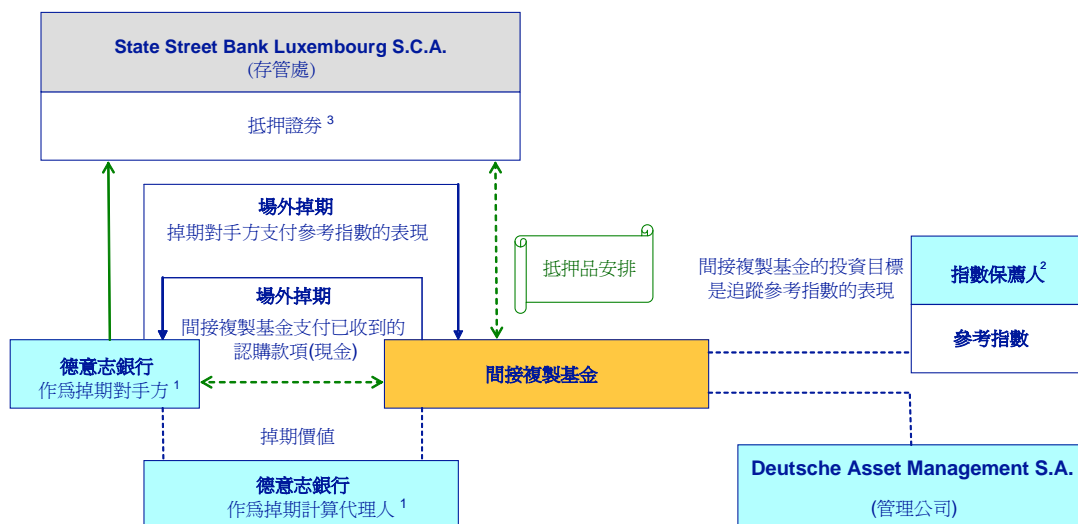 State Street Bank Luxembourg S.C.A.
(存管處)
抵押證券 3
場外掉期
掉期對手方支付參考指數的表現
場外掉期
間接複製基金支付已收到的
認購款項(現金)
抵押品安排
間接複製基金的投資目標
是追蹤參考指數的表現
指數保薦人2
參考指數
德意志銀行
作爲掉期對手方 1
間接複製基金
掉期價值
德意志銀行
作爲掉期計算代理人 1
Deutsche Asset Management S.A.
(管理公司)